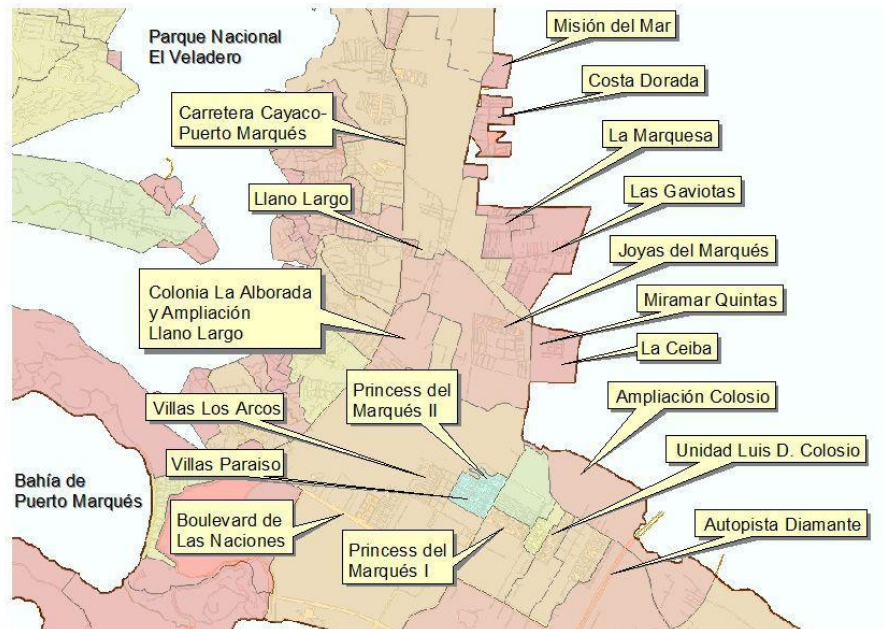 Misión del Mar
Parque Nacional
El Veladero
Costa Dorada
Carretera Cayaco-
Puerto Marqués
La Marquesa
Llano Largo
Las Gaviotas
Joyas del Marqués
Colonia La Alborada
y Ampliación
Llano Largo
Miramar Quintas
La Ceiba
Princess del
Marqués II
Ampliación Colosio
Villas Los Arcos
Unidad Luis D. Colosio
Villas Paraiso
Bahía de
Puerto Marqués
Boulevard de
Las Naciones
Autopista Diamante
Princess del
Marqués I